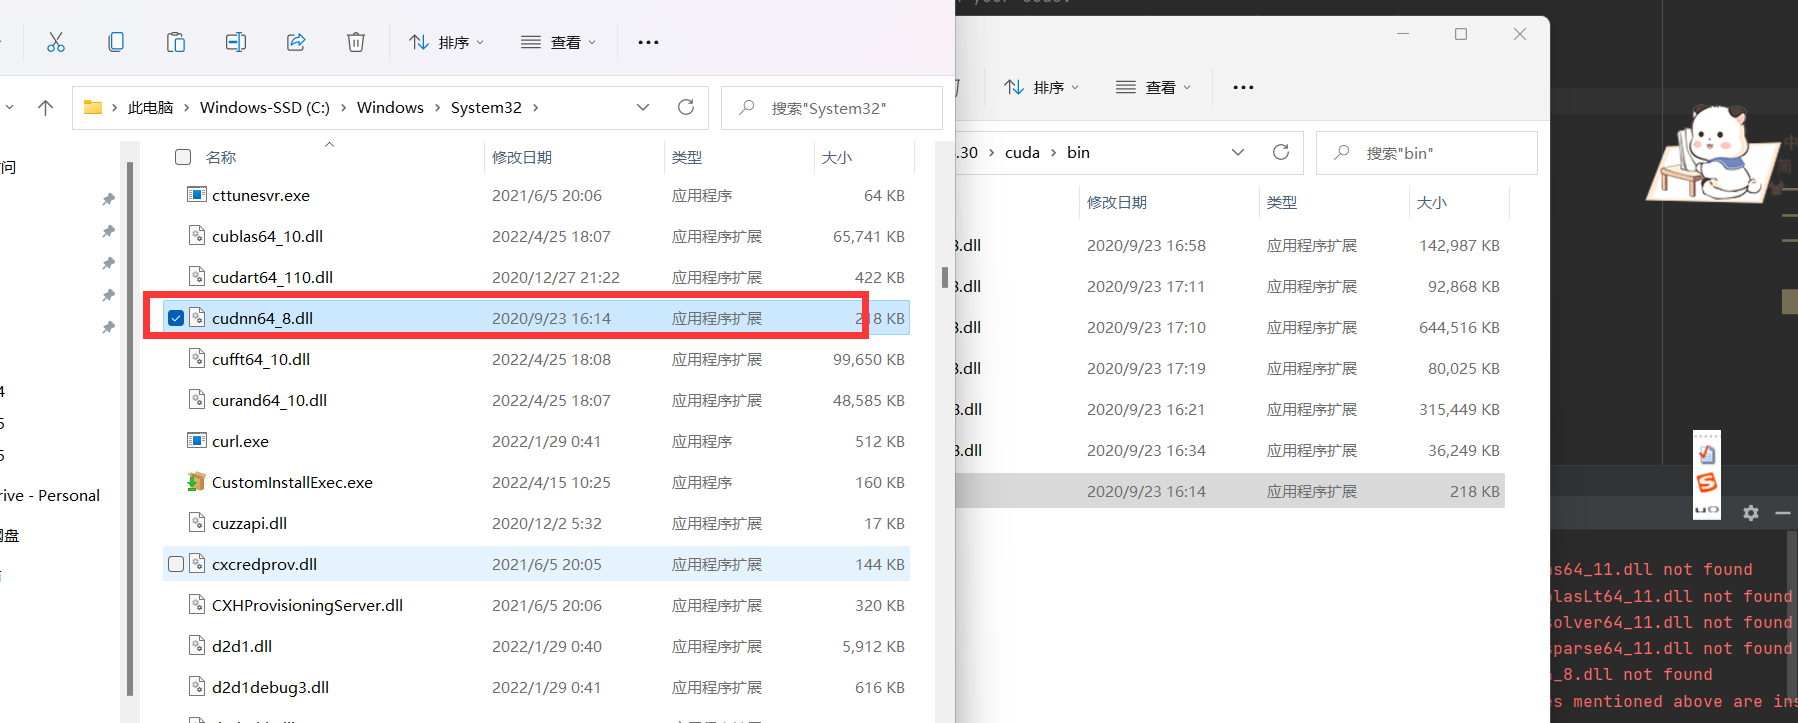 排序
查看
此电脑 > Windows-SSD (C:) > Windows > System32 >
搜索"System32"
名称
修改日期
类型
大小
cttunesvr.exe 2021/6/5 20:06 应用程序 64 KB
cublas64_10.dll 2022/4/25 18:07 应用程序扩展 65,741 KB
cudart64_110.dll 2020/12/27 21:22 应用程序扩展 422 KB
cudnn64_8.dll 2020/9/23 16:14 应用程序扩展 218 KB
cufft64_10.dll 2022/4/25 18:08 应用程序扩展 99,650 KB
curand64_10.dll 2022/4/25 18:07 应用程序扩展 48,585 KB
curl.exe 2022/1/29 0:41 应用程序 512 KB
CustomInstallExec.exe 2022/4/15 10:25 应用程序 160 KB
cuzzapi.dll 2020/12/2 5:32 应用程序扩展 17 KB
cxcredprov.dll 2021/6/5 20:05 应用程序扩展 144 KB
CXHProvisioningServer.dll 2021/6/5 20:06 应用程序扩展 320 KB
d2d1.dll 2022/1/29 0:40 应用程序扩展 5,912 KB
d2d1debug3.dll 2022/1/29 0:41 应用程序扩展 616 KB
问
4
5
5
rive - Personal
网盘
排序
查看
.30 > cuda > bin
搜索"bin"
修改日期
类型
大小
8.dll 2020/9/23 16:58 应用程序扩展 142,987 KB
8.dll 2020/9/23 17:11 应用程序扩展 92,868 KB
8.dll 2020/9/23 17:10 应用程序扩展 644,516 KB
8.dll 2020/9/23 17:19 应用程序扩展 80,025 KB
8.dll 2020/9/23 16:21 应用程序扩展 315,449 KB
8.dll 2020/9/23 16:34 应用程序扩展 36,249 KB
2020/9/23 16:14 应用程序扩展 218 KB
中
简
as64_11.dll not found
lasLt64_11.dll not found
olver64_11.dll not found
parse64_11.dll not found
_8.dll not found
s mentioned above are ins